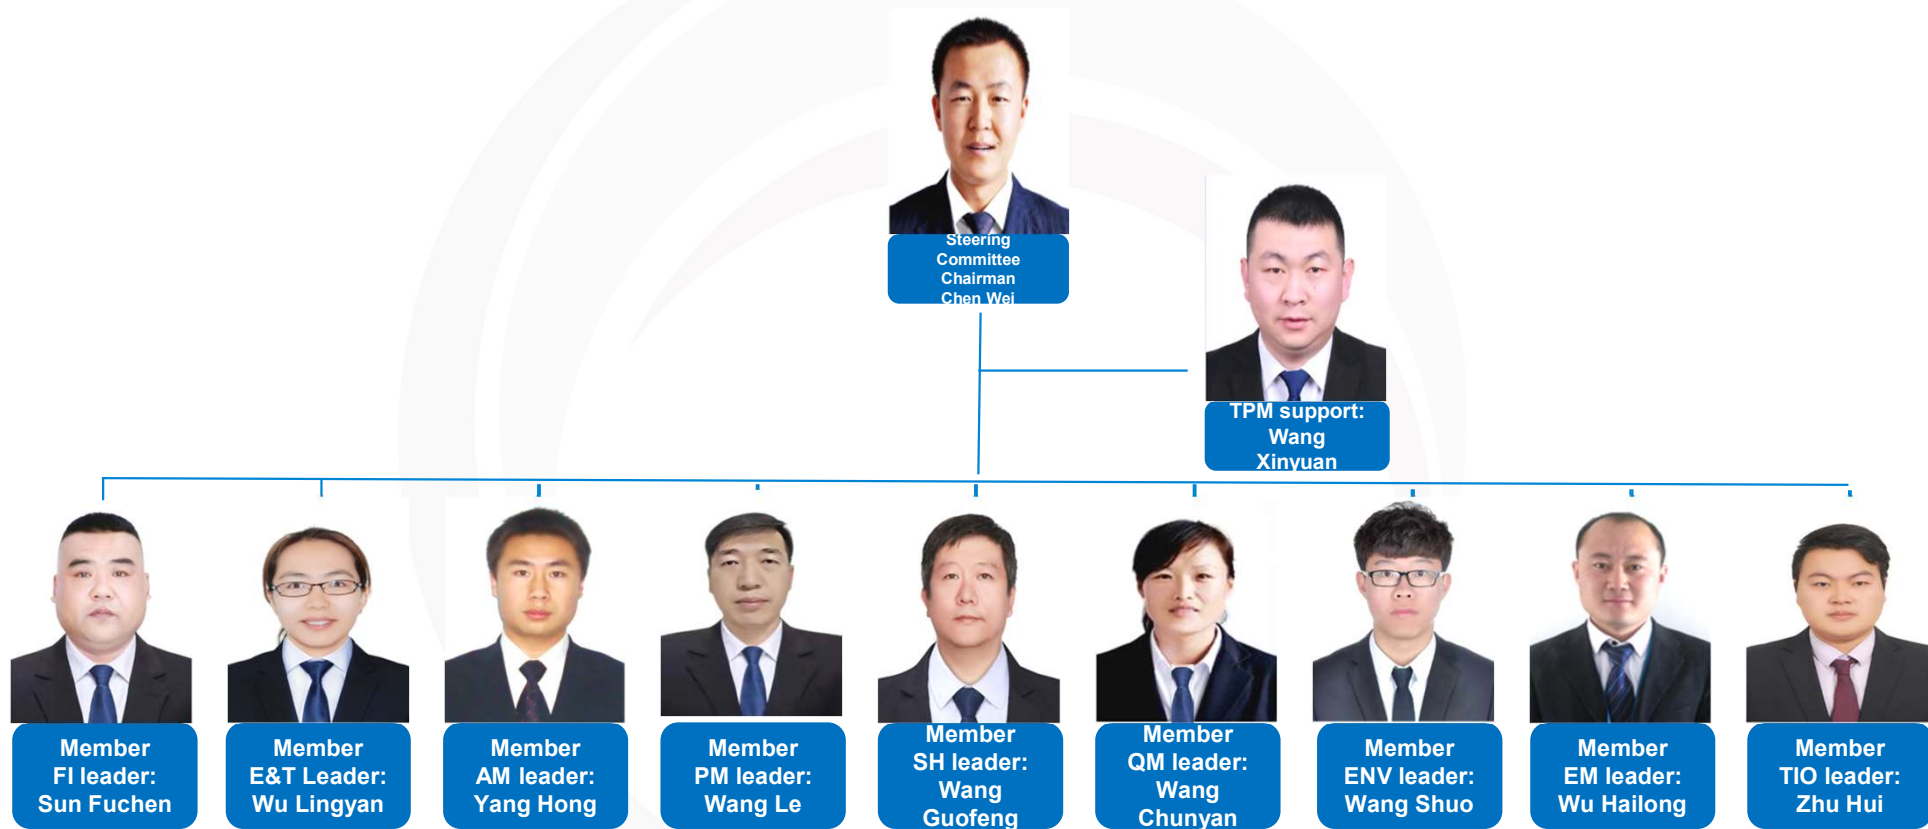 Steering
Committee
Chairman
Chen Wei
TPM support:
Wang
Xinyuan
Member
FI leader:
Sun Fuchen
Member
E&T Leader:
Wu Lingyan
Member
AM leader:
Yang Hong
Member
PM leader:
Wang Le
Member
SH leader:
Wang
Guofeng
Member
QM leader:
Wang
Chunyan
Member
ENV leader:
Wang Shuo
Member
EM leader:
Wu Hailong
Member
TIO leader:
Zhu Hui